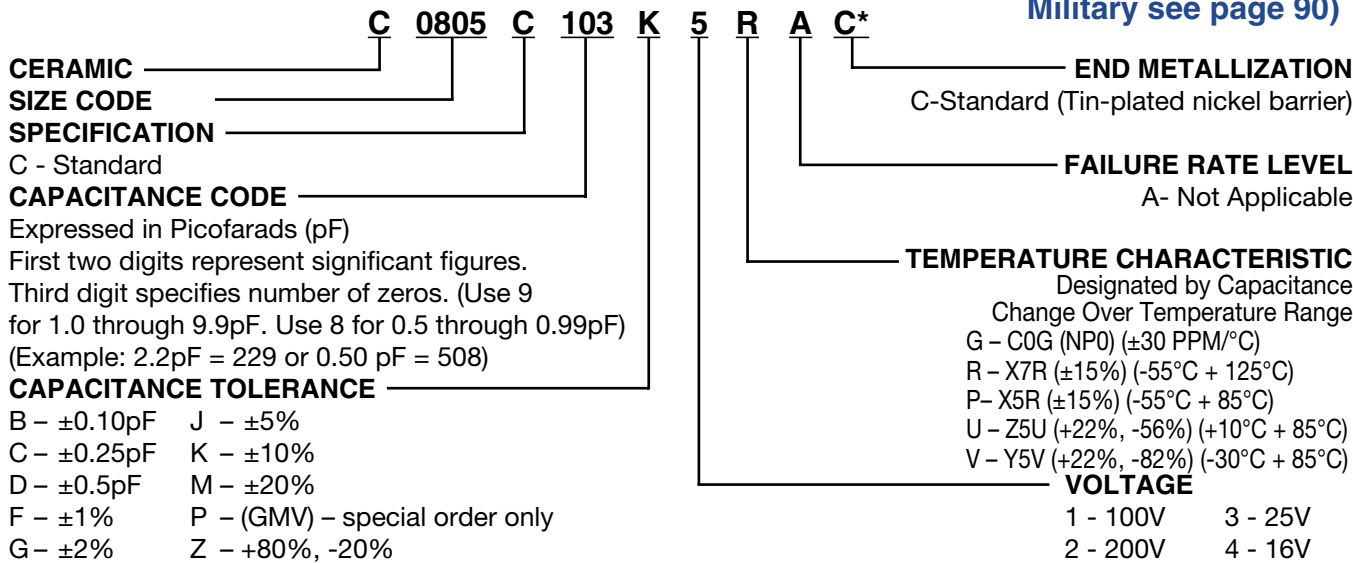 Military see page 90)
C 0805 C 103 K 5 R A C*
CERAMIC
SIZE CODE
SPECIFICATION
C - Standard
CAPACITANCE CODE
Expressed in Picofarads (pF)
First two digits represent significant figures.
Third digit specifies number of zeros. (Use 9
for 1.0 through 9.9pF. Use 8 for 0.5 through 0.99pF)
(Example: 2.2pF = 229 or 0.50 pF = 508)
CAPACITANCE TOLERANCE
B – ±0.10pF J – ±5%
C – ±0.25pF K – ±10%
D – ±0.5pF M – ±20%
F – ±1% P – (GMV) – special order only
G – ±2% Z – +80%, -20%
END METALLIZATION
C-Standard (Tin-plated nickel barrier)
FAILURE RATE LEVEL
A- Not Applicable
TEMPERATURE CHARACTERISTIC
Designated by Capacitance
Change Over Temperature Range
G – C0G (NP0) (±30 PPM/°C)
R – X7R (±15%) (-55°C + 125°C)
P– X5R (±15%) (-55°C + 85°C)
U – Z5U (+22%, -56%) (+10°C + 85°C)
V – Y5V (+22%, -82%) (-30°C + 85°C)
VOLTAGE
1 - 100V 3 - 25V
2 - 200V 4 - 16V